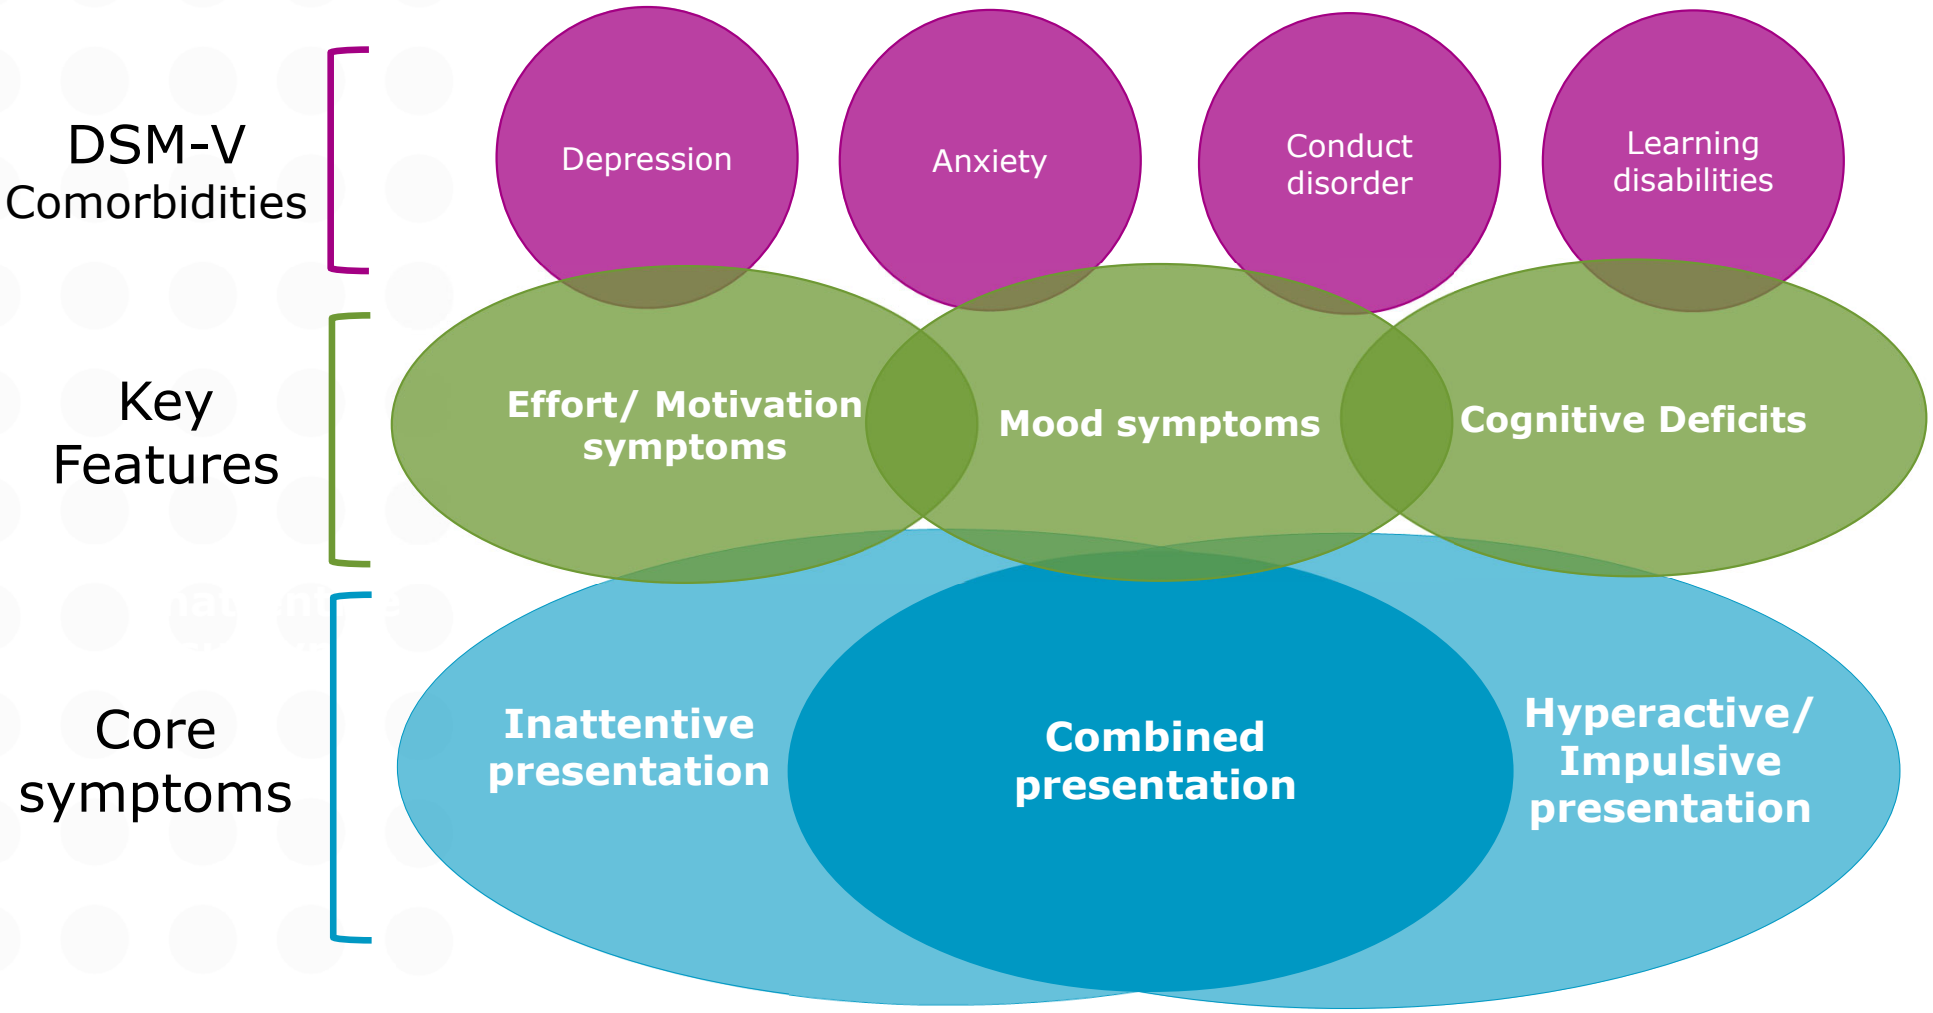 DSM-V
Comorbidities
Depression
Anxiety
Conduct
disorder
Learning
disabilities
Key
Features
Effort/ Motivation
symptoms
Mood symptoms
Cognitive Deficits
Core
symptoms
Inattentive
presentation
Combined
presentation
Hyperactive/
Impulsive
presentation